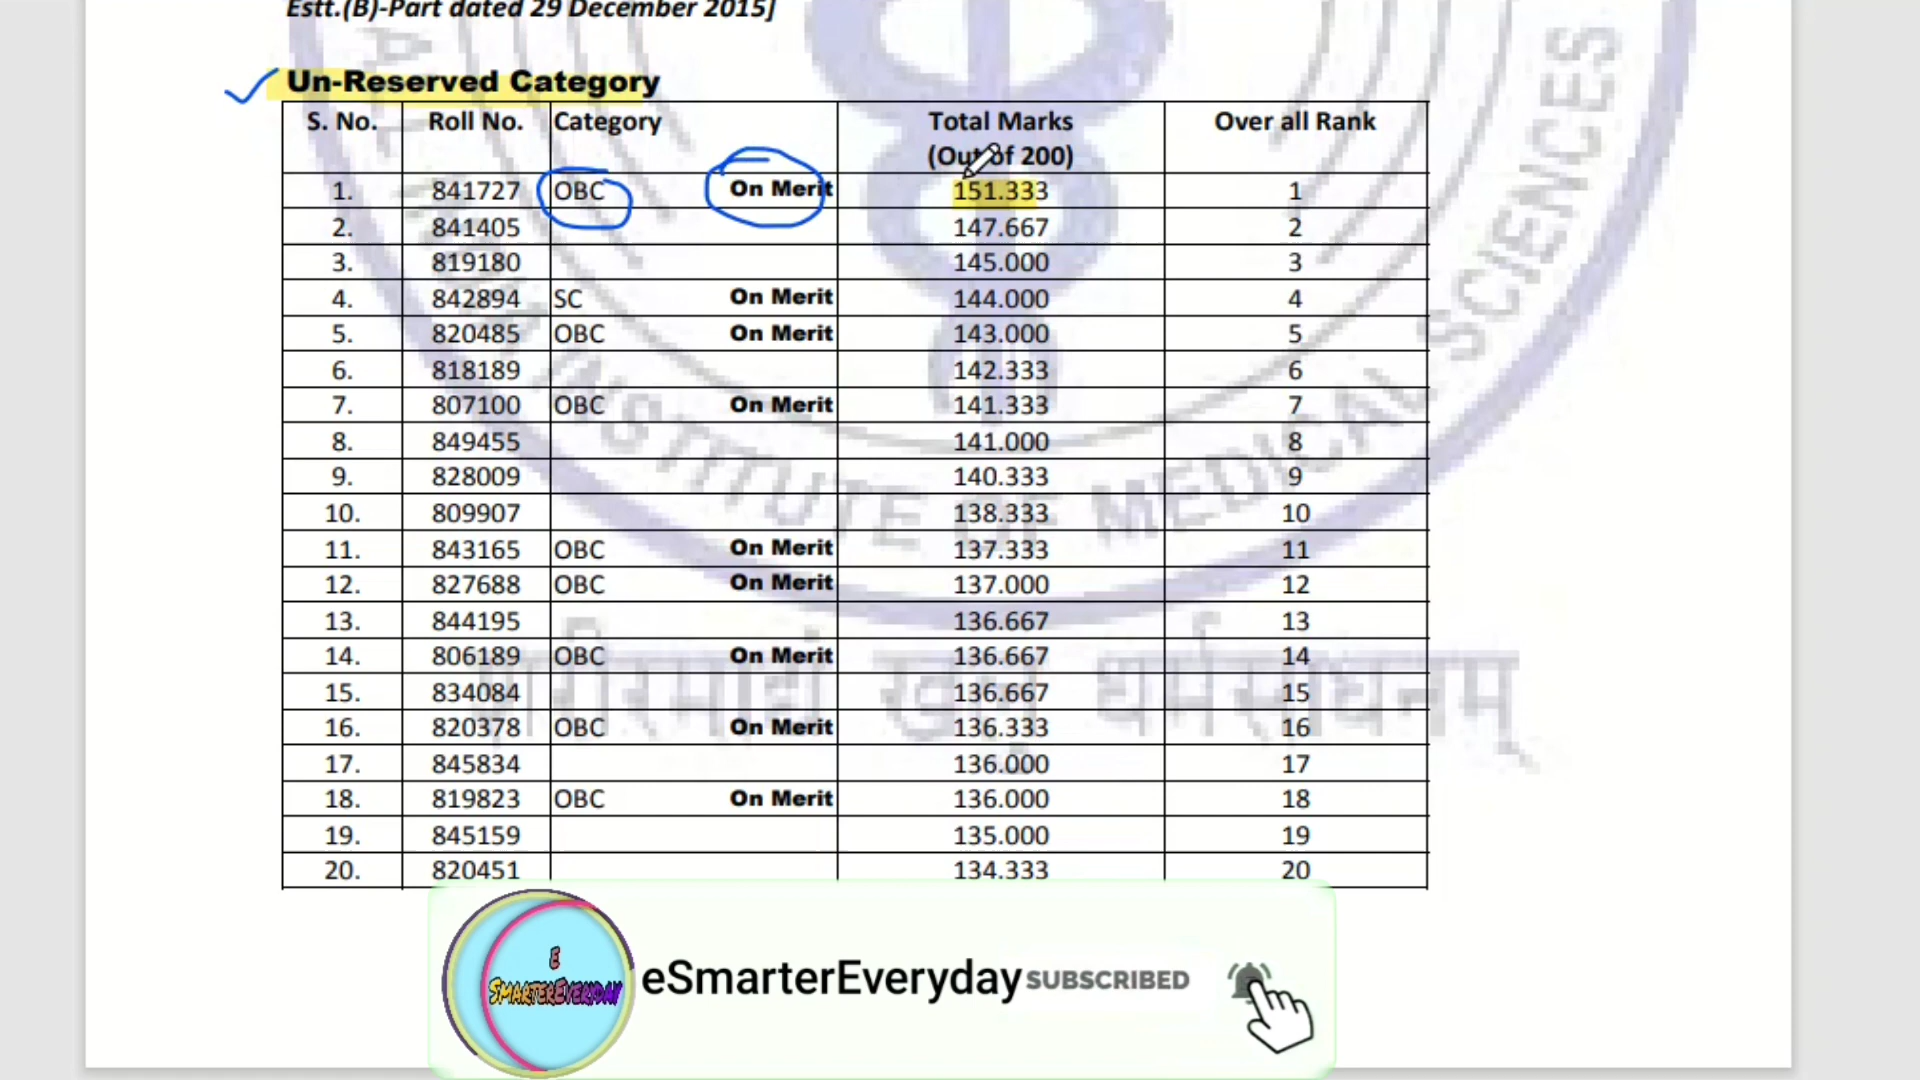 Estt.(B)-Part dated 29 December 2015]
Un-Reserved Category
S. No. Roll No. Category Total Marks (Out of 200) Over all Rank
1. 841727 OBC On Merit 151.333 1
2. 841405 147.667 2
3. 819180 145.000 3
4. 842894 SC On Merit 144.000 4
5. 820485 OBC On Merit 143.000 5
6. 818189 142.333 6
7. 807100 OBC On Merit 141.333 7
8. 849455 141.000 8
9. 828009 140.333 9
10. 809907 138.333 10
11. 843165 OBC On Merit 137.333 11
12. 827688 OBC On Merit 137.000 12
13. 844195 136.667 13
14. 806189 OBC On Merit 136.667 14
15. 834084 136.667 15
16. 820378 OBC On Merit 136.333 16
17. 845834 136.000 17
18. 819823 OBC On Merit 136.000 18
19. 845159 135.000 19
20. 820451 134.333 20
INSTITUTE OF MEDICAL SCIENCES
E
SMARTEREVERYDAY
eSmarterEveryday SUBSCRIBED